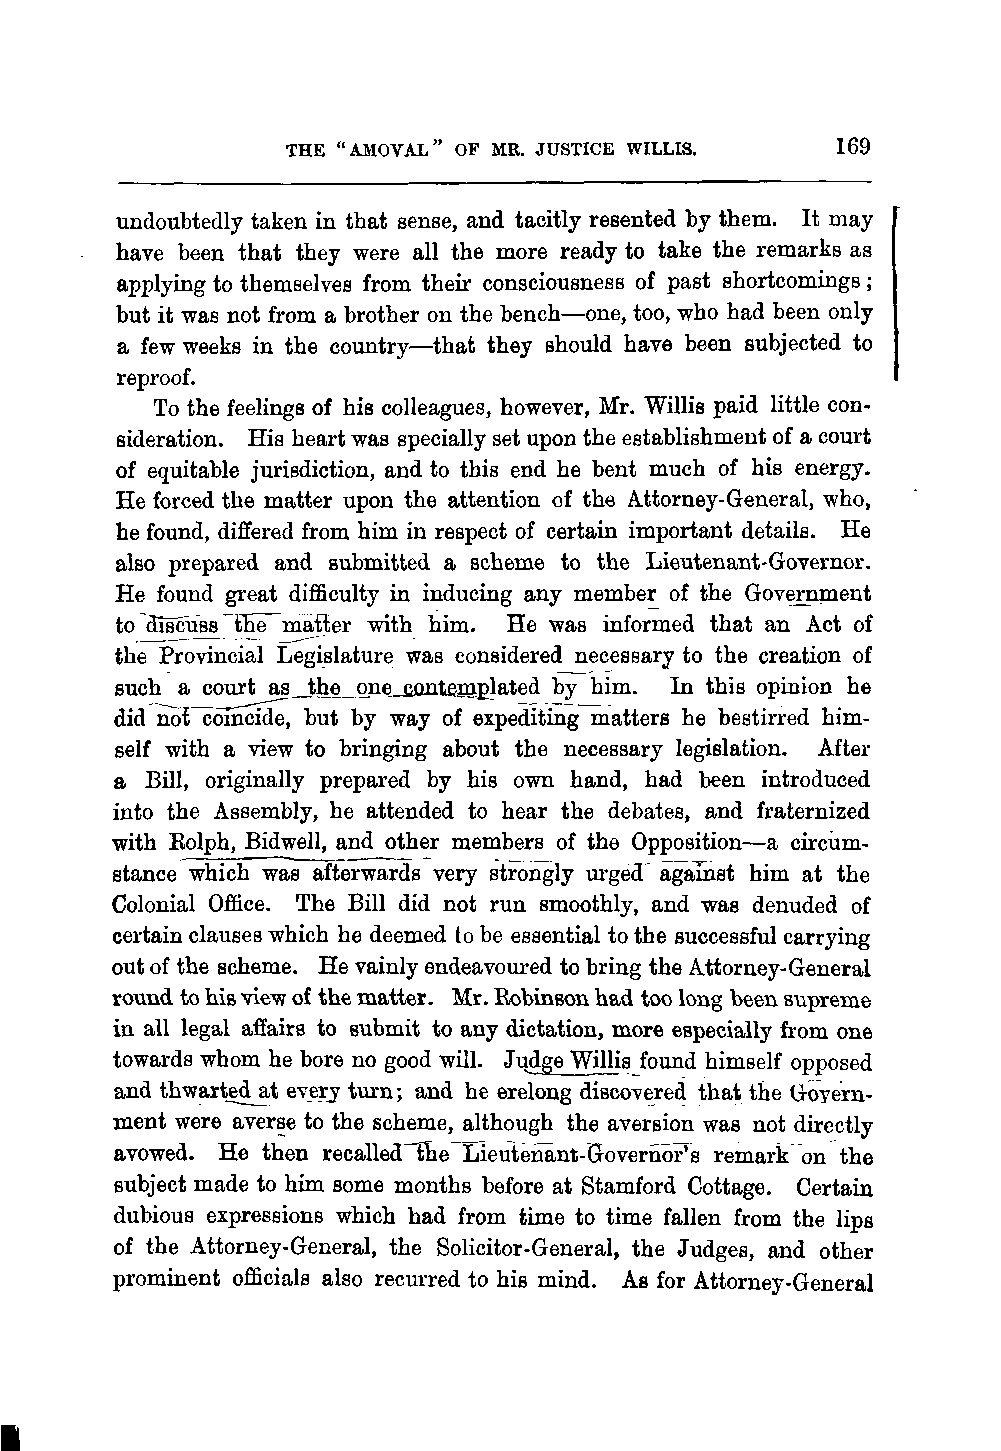 THE "AMOVAL" OF MR. JUSTICE WILLIS. 169
undoubtedly taken in that sense, and tacitly resented by them. It may
have been that they were all the more ready to take the remarks as
applying to themselves from their consciousness of past shortcomings;
but it was not from a brother on the bench—one, too, who had been only
a few weeks in the country—that they should have been subjected to
reproof.
To the feelings of his colleagues, however, Mr. Willis paid little con-
sideration. His heart was specially set upon the establishment of a court
of equitable jurisdiction, and to this end he bent much of his energy.
He forced the matter upon the attention of the Attorney-General, who,
he found, differed from him in respect of certain important details. He
also prepared and submitted a scheme to the Lieutenant-Governor.
He found great difficulty in inducing any member of the Government
to discuss the matter with him. He was informed that an Act of
the Provincial Legislature was considered necessary to the creation of
such a court as the one contemplated by him. In this opinion he
did not coincide, but by way of expediting matters he bestirred him-
self with a view to bringing about the necessary legislation. After
a Bill, originally prepared by his own hand, had been introduced
into the Assembly, he attended to hear the debates, and fraternized
with Rolph, Bidwell, and other members of the Opposition—a circum-
stance which was afterwards very strongly urged against him at the
Colonial Office. The Bill did not run smoothly, and was denuded of
certain clauses which he deemed to be essential to the successful carrying
out of the scheme. He vainly endeavoured to bring the Attorney-General
round to his view of the matter. Mr. Robinson had too long been supreme
in all legal affairs to submit to any dictation, more especially from one
towards whom he bore no good will. Judge Willis found himself opposed
and thwarted at every turn; and he erelong discovered that the Govern-
ment were averse to the scheme, although the aversion was not directly
avowed. He then recalled the Lieutenant-Governor's remark on the
subject made to him some months before at Stamford Cottage. Certain
dubious expressions which had from time to time fallen from the lips
of the Attorney-General, the Solicitor-General, the Judges, and other
prominent officials also recurred to his mind. As for Attorney-General